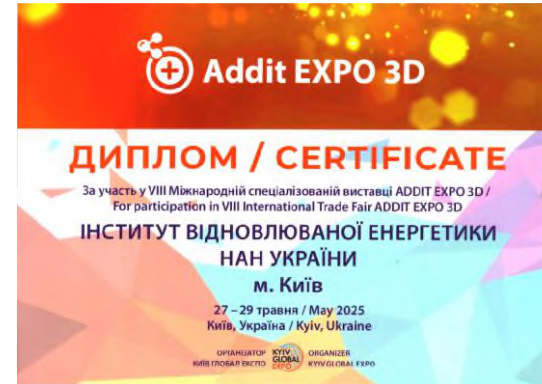 Addit EXPO 3D
ДИПЛОМ / CERTIFICATE
За участь у VIII Міжнародній спеціалізованій виставці ADDIT EXPO 3D /
For participation in VIII International Trade Fair ADDIT EXPO 3D
ІНСТИТУТ ВІДНОВЛЮВАНОЇ ЕНЕРГЕТИКИ
НАН УКРАЇНИ
м. Київ
27 – 29 травня / May 2025
Київ, Україна / Kyiv, Ukraine
ОРГАНІЗАТОР KYIV GLOBAL EXPO ORGANIZER
КИЇВ ГЛОБАЛ ЕКСПО KYIV GLOBAL EXPO